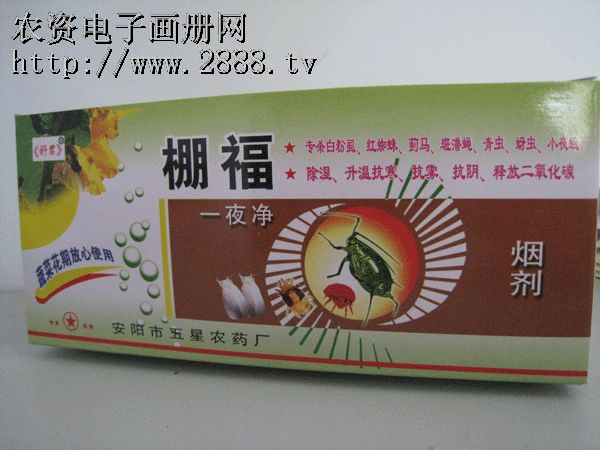 农资电子画册网
http://www.2888.tv
《轩君》®
棚福
★ 专杀白粉虱、红蜘蛛、蓟马、斑潜蝇、青虫、蚜虫、小夜蛾
★ 除湿、升温抗寒、抗雾、抗阴、释放二氧化碳
一夜净
蔬菜花期放心使用
烟剂
安阳市五星农药厂